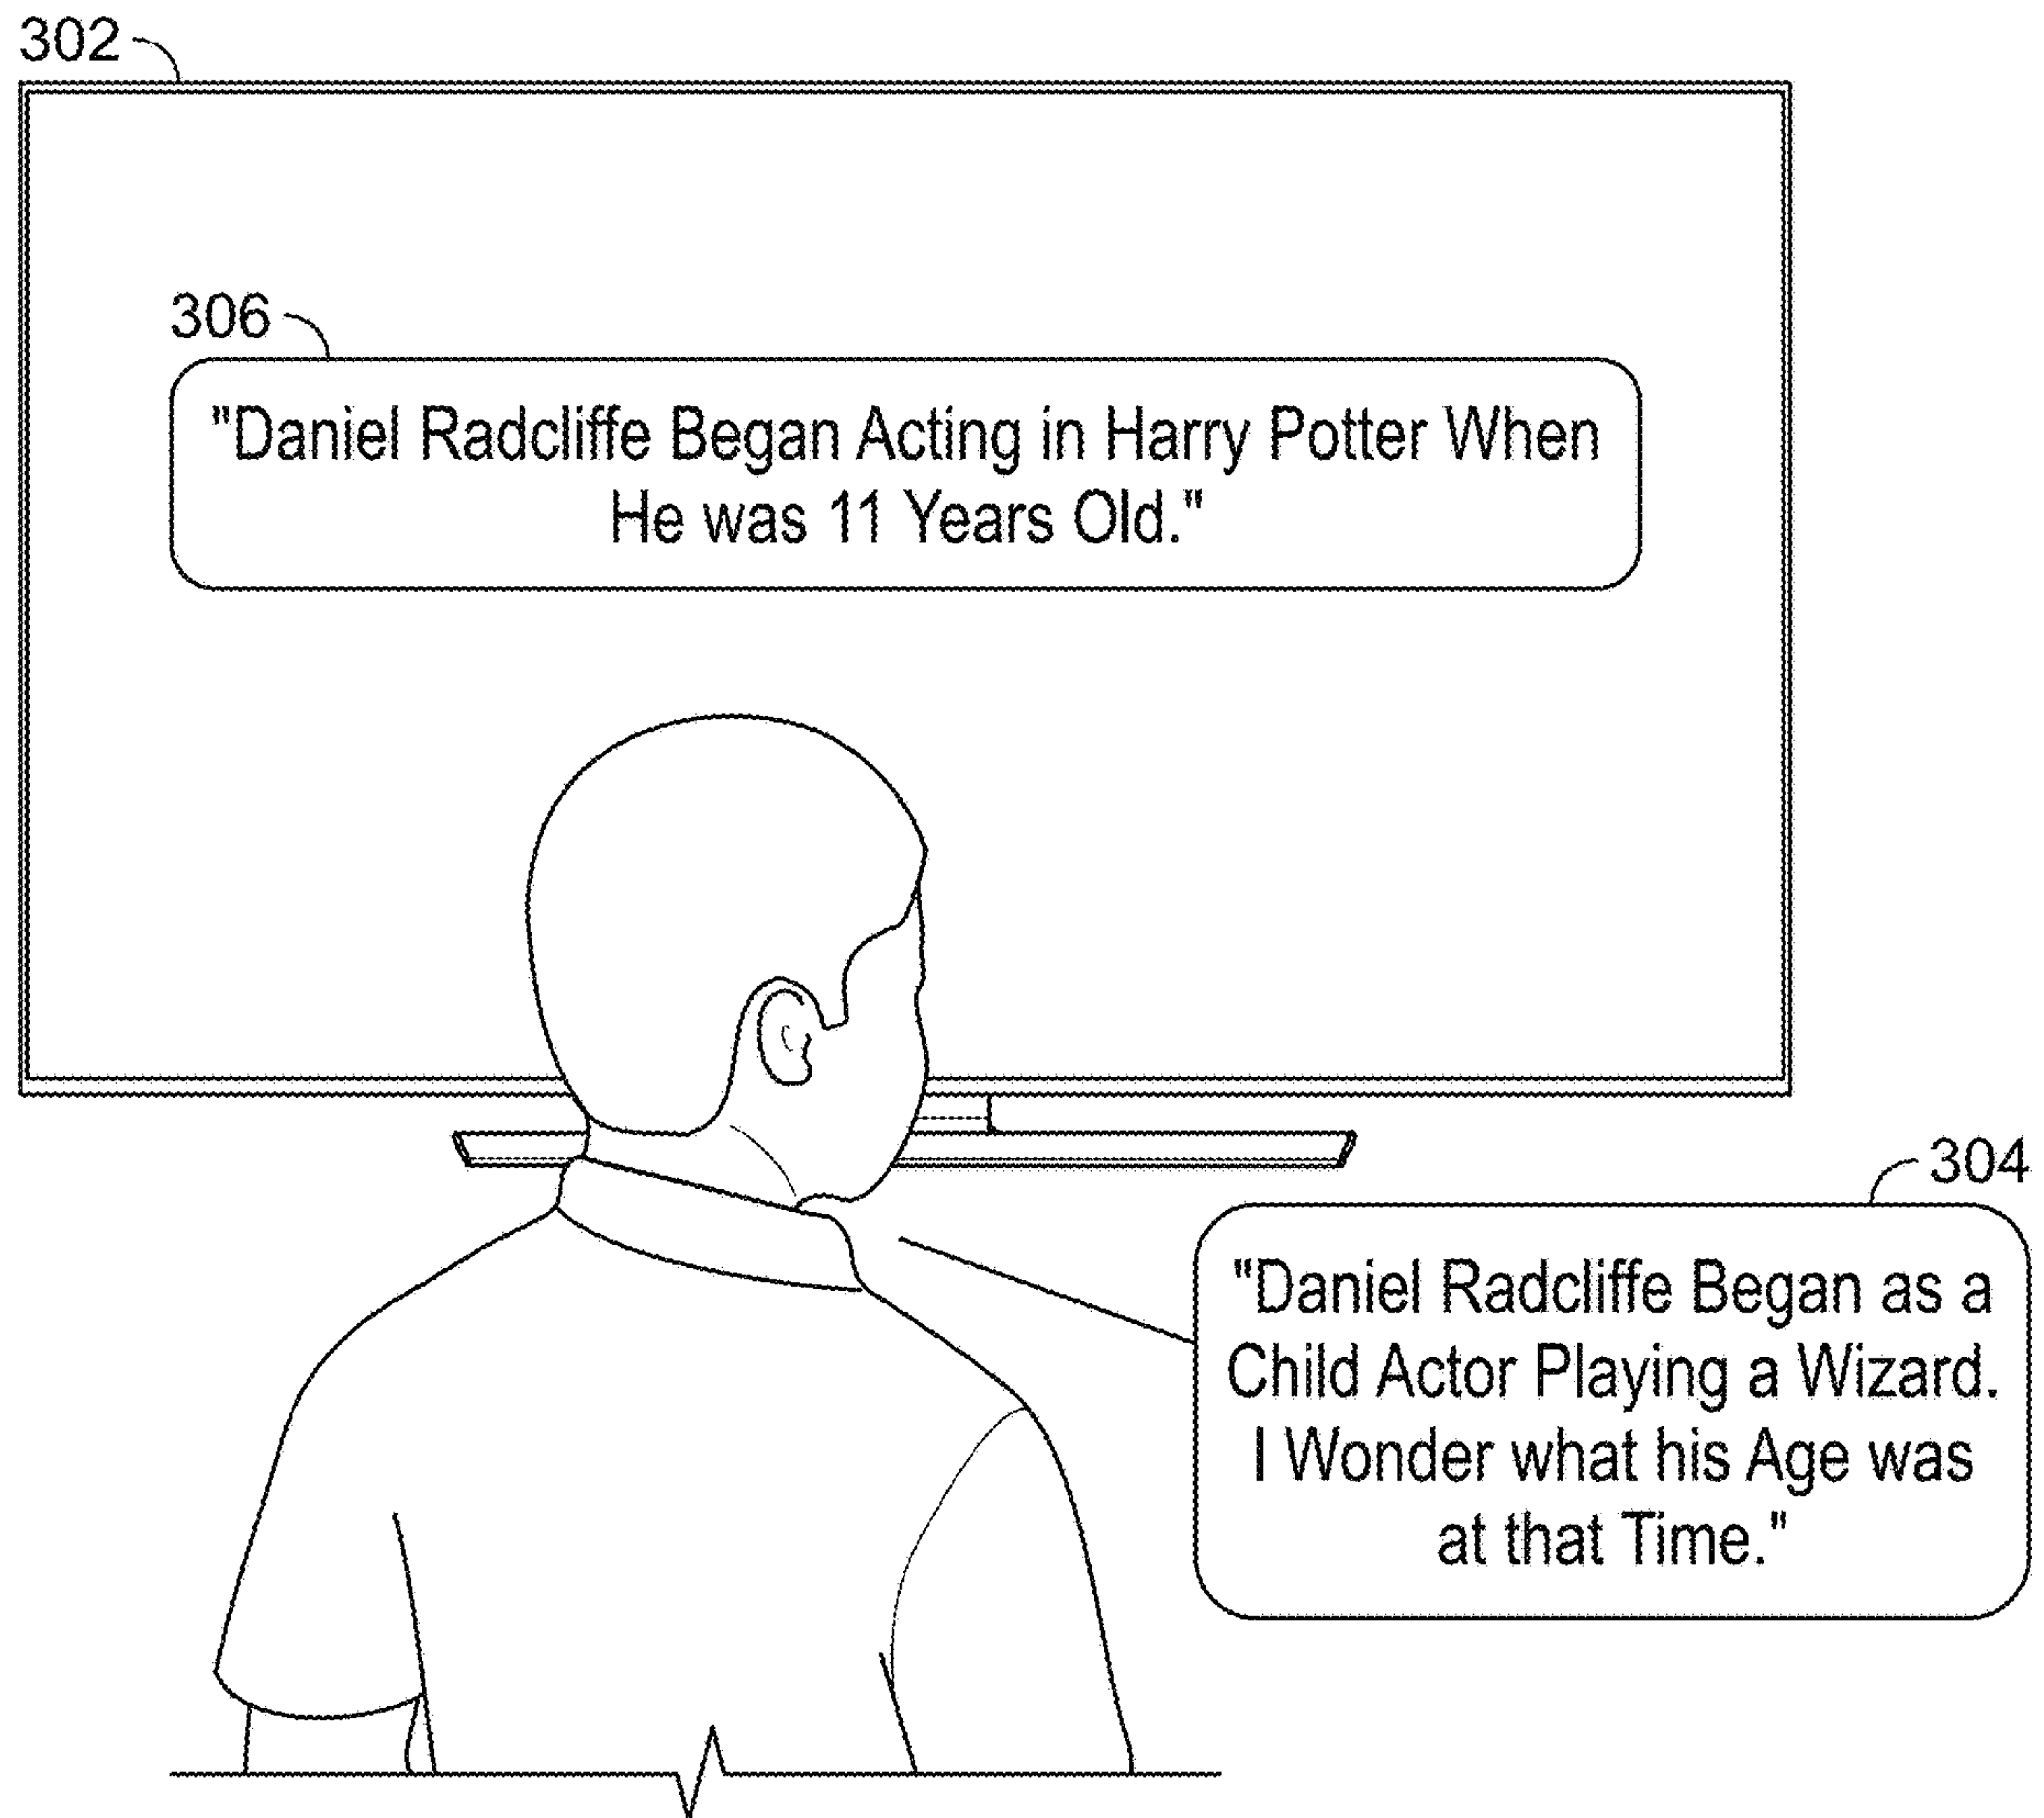 302
306
"Daniel Radcliffe Began Acting in Harry Potter When
He was 11 Years Old."
304
"Daniel Radcliffe Began as a
Child Actor Playing a Wizard.
I Wonder what his Age was
at that Time."